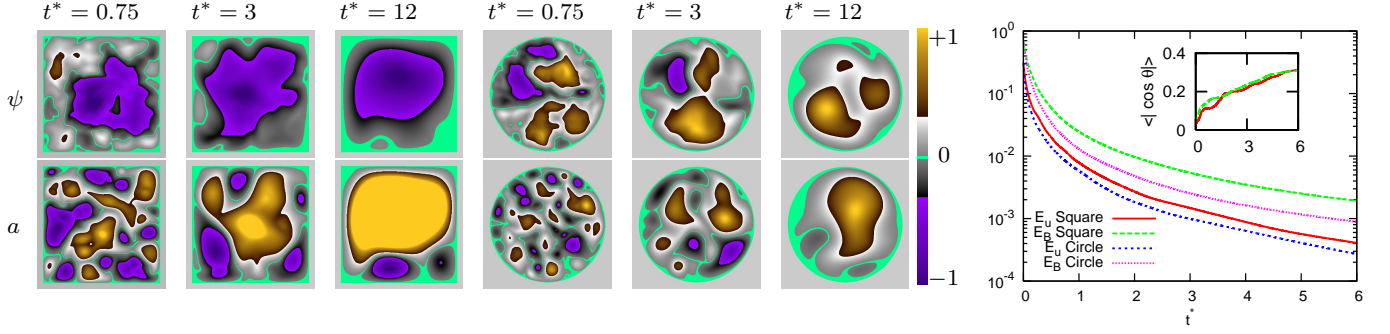 t* = 0.75 t* = 3 t* = 12 t* = 0.75 t* = 3 t* = 12
ψ
a
+1
0
−1
10^0
10^-1
10^-2
10^-3
10^-4
0 1 2 3 4 5 6
t*
E_u Square
E_B Square
E_u Circle
E_B Circle
<| cos θ|>
0.4
0.2
0
0 3 6